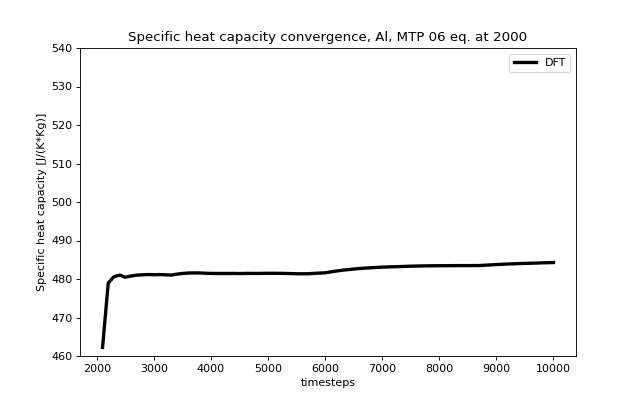 Specific heat capacity convergence, Al, MTP 06 eq. at 2000
DFT
Specific heat capacity [J/(K*Kg)]
540
530
520
510
500
490
480
470
460
2000 3000 4000 5000 6000 7000 8000 9000 10000
timesteps